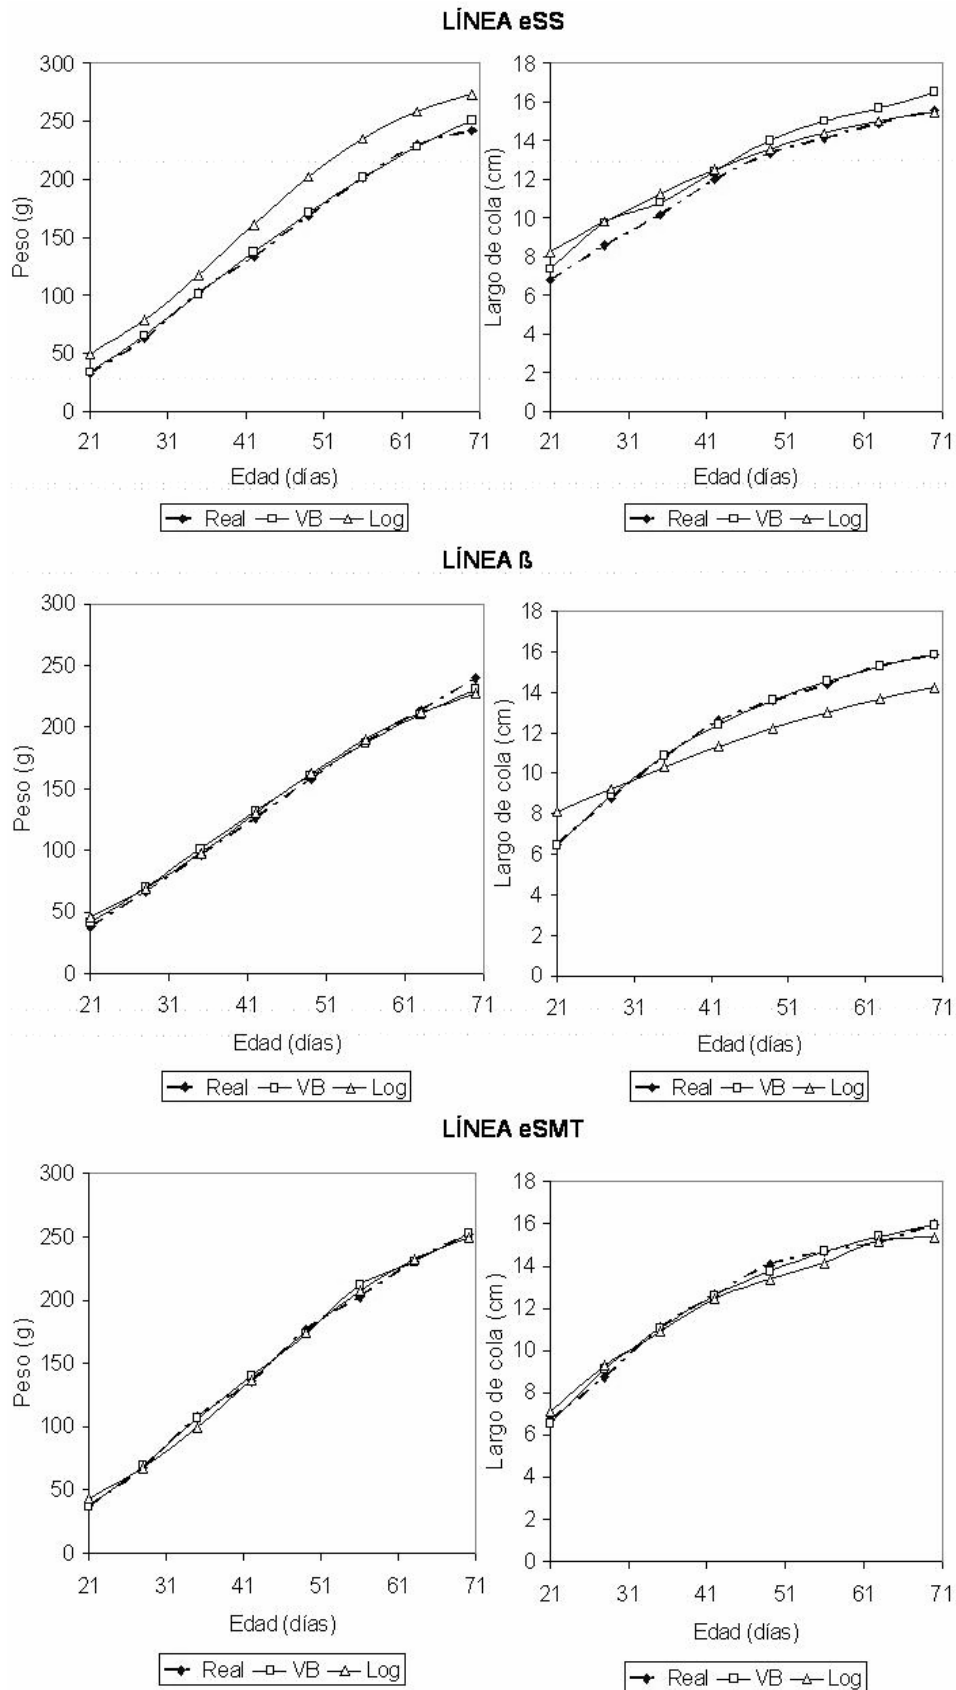 LÍNEA eSS
300
250
200
150
100
50
0
Peso (g)
21 31 41 51 61 71
Edad (días)
Real VB Log
18
16
14
12
10
8
6
4
2
0
Largo de cola (cm)
21 31 41 51 61 71
Edad (días)
Real VB Log
LÍNEA ß
300
250
200
150
100
50
0
Peso (g)
21 31 41 51 61 71
Edad (días)
Real VB Log
18
16
14
12
10
8
6
4
2
0
Largo de cola (cm)
21 31 41 51 61 71
Edad (días)
Real VB Log
LÍNEA eSMT
300
250
200
150
100
50
0
Peso (g)
21 31 41 51 61 71
Edad (días)
Real VB Log
18
16
14
12
10
8
6
4
2
0
Largo de cola (cm)
21 31 41 51 61 71
Edad (días)
Real VB Log